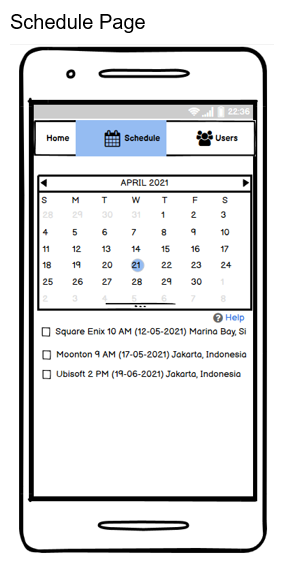 Schedule Page
22:36
Home Schedule Users
APRIL 2021
S M T W T F S
28 29 30 31 1 2 3
4 5 6 7 8 9 10
11 12 13 14 15 16 17
18 19 20 21 22 23 24
25 26 27 28 29 30 1
2 3 4 5 6 7 8
? Help
Square Enix 10 AM (12-05-2021) Marina Bay, Si
Moonton 9 AM (17-05-2021) Jakarta, Indonesia
Ubisoft 2 PM (19-06-2021) Jakarta, Indonesia